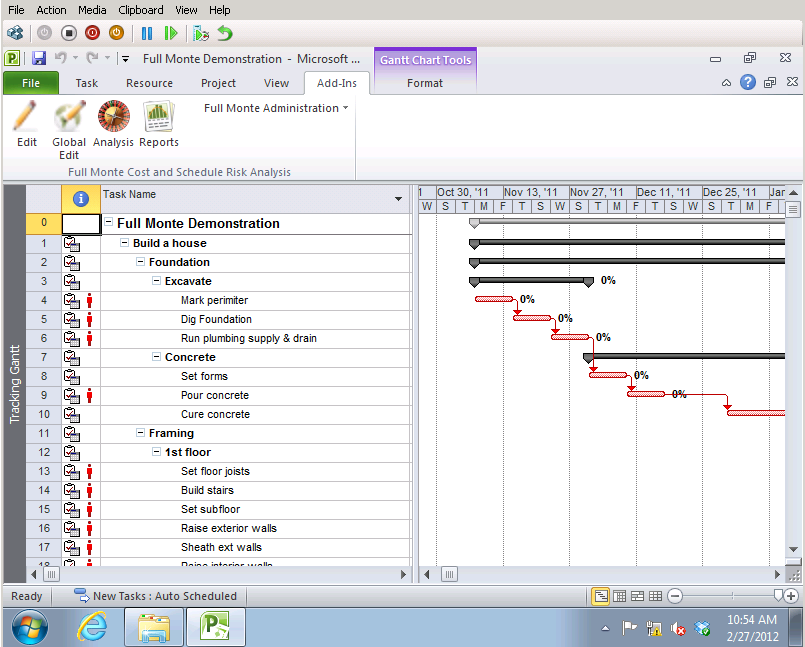 File Action Media Clipboard View Help
Full Monte Demonstration - Microsoft ...
Gantt Chart Tools
File Task Resource Project View Add-Ins Format
Full Monte Administration
Edit Global Edit Analysis Reports
Full Monte Cost and Schedule Risk Analysis
Task Name
1 Oct 30, '11 Nov 13, '11 Nov 27, '11 Dec 11, '11 Dec 25, '11 Jar
W S T M F T S W S T M F T S W S T M F
0 Full Monte Demonstration
1 Build a house
2 Foundation
3 Excavate 0%
4 Mark perimiter 0%
5 Dig Foundation 0%
6 Run plumbing supply & drain 0%
7 Concrete
8 Set forms 0%
9 Pour concrete 0%
10 Cure concrete
11 Framing
12 1st floor
13 Set floor joists
14 Build stairs
15 Set subfloor
16 Raise exterior walls
17 Sheath ext walls
18 Raise interior walls
Tracking Gantt
Ready New Tasks : Auto Scheduled
10:54 AM
2/27/2012